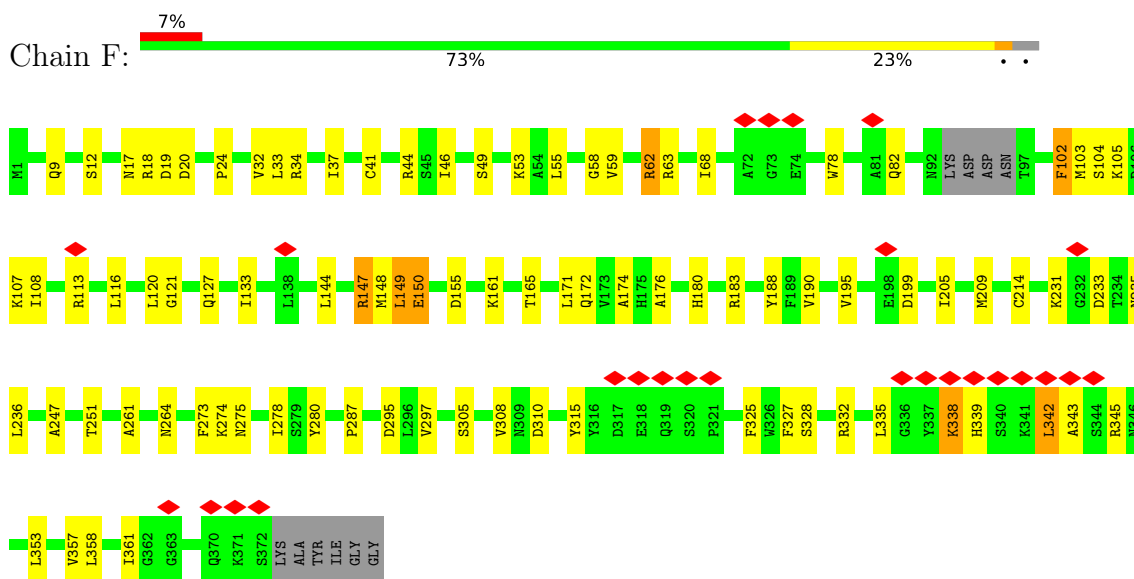 7%
Chain F:
73% 23% • •
M1 Q9 S12 N17 R18 D19 D20 P24 V32 L33 R34 I37 C41 R44 S45 I46 S49 K53 A54 L55 G58 V59 R62 R63 I68 A72 G73 E74 W78 A81 Q82 N92 LYS ASP ASP ASN T97 F102 M103 S104 K105 D106
K107 I108 R113 L116 L120 G121 Q127 I133 L138 L144 R147 M148 L149 E150 D155 K161 T165 L171 Q172 V173 A174 H175 A176 H180 R183 Y188 F189 V190 V195 E198 D199 I205 M209 C214 K231 G232 D233 T234 N235
L236 A247 T251 A261 N264 F273 K274 N275 I278 S279 Y280 P287 D295 L296 V297 S305 V308 N309 D310 Y315 Y316 D317 E318 Q319 S320 P321 F325 W326 F327 S328 R332 L335 G336 Y337 K338 H339 S340 K341 L342 A343 S344 R345 N346
L353 V357 L358 I361 G362 G363 Q370 K371 S372 LYS ALA TYR ILE GLY GLY